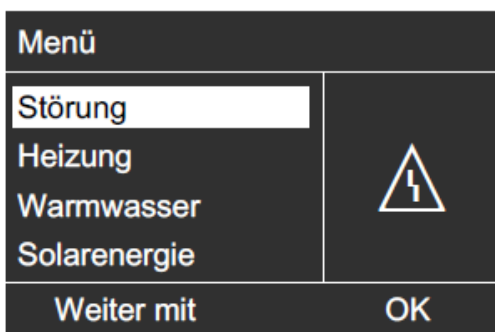 Menü
Störung
Heizung
Warmwasser
Solarenergie
Weiter mit OK